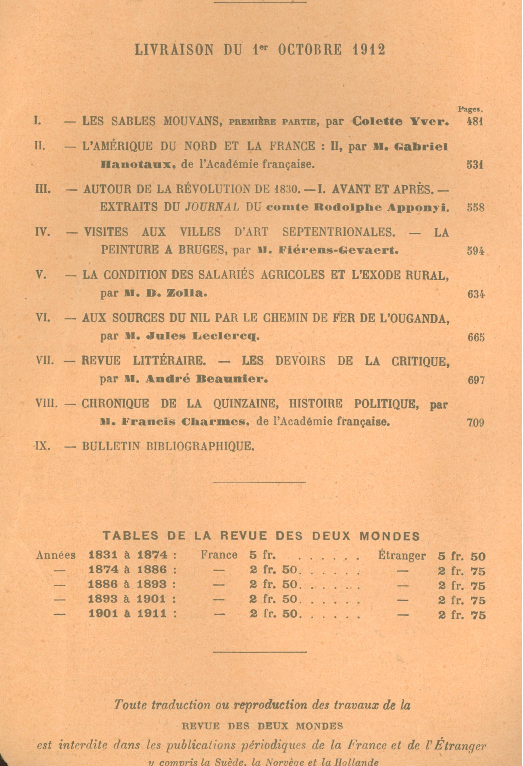 LIVRAISON DU 1er OCTOBRE 1912
Pages.
I. — LES SABLES MOUVANS, PREMIÈRE PARTIE, par Colette Yver. 481
II. — L'AMÉRIQUE DU NORD ET LA FRANCE : II, par M. Gabriel
Hanotaux, de l'Académie française. 531
III. — AUTOUR DE LA RÉVOLUTION DE 1830. — I. AVANT ET APRÈS. —
EXTRAITS DU JOURNAL DU comte Rodolphe Apponyi. 558
IV. — VISITES AUX VILLES D'ART SEPTENTRIONALES. — LA
PEINTURE A BRUGES, par M. Fiérens-Gevaert. 594
V. — LA CONDITION DES SALARIÉS AGRICOLES ET L'EXODE RURAL,
par M. D. Zolla. 634
VI. — AUX SOURCES DU NIL PAR LE CHEMIN DE FER DE L'OUGANDA,
par M. Jules Leclercq. 665
VII. — REVUE LITTÉRAIRE. — LES DEVOIRS DE LA CRITIQUE,
par M. André Beaunier. 697
VIII. — CHRONIQUE DE LA QUINZAINE, HISTOIRE POLITIQUE, par
M. Francis Charmes, de l'Académie française. 709
IX. — BULLETIN BIBLIOGRAPHIQUE.
TABLES DE LA REVUE DES DEUX MONDES
Années 1831 à 1874 : France 5 fr. . . . . . . Étranger 5 fr. 50
— 1874 à 1886 : — 2 fr. 50. . . . . . — 2 fr. 75
— 1886 à 1893 : — 2 fr. 50. . . . . . — 2 fr. 75
— 1893 à 1901 : — 2 fr. 50. . . . . . — 2 fr. 75
— 1901 à 1911 : — 2 fr. 50. . . . . . — 2 fr. 75
Toute traduction ou reproduction des travaux de la
REVUE DES DEUX MONDES
est interdite dans les publications périodiques de la France et de l'Étranger
y compris la Suède, la Norvège et la Hollande